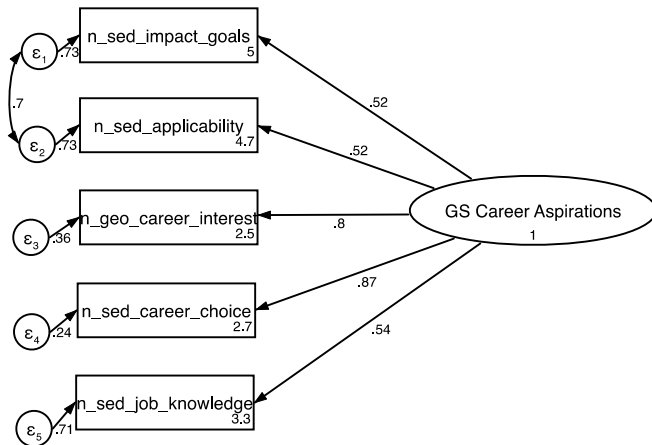 ε1 .73 n_sed_impact_goals
5
.52
.7
ε2 .73 n_sed_applicability
4.7
.52
GS Career Aspirations
1
ε3 .36 n_geo_career_interest
2.5
.8
.87
ε4 .24 n_sed_career_choice
2.7
.54
ε5 .71 n_sed_job_knowledge
3.3